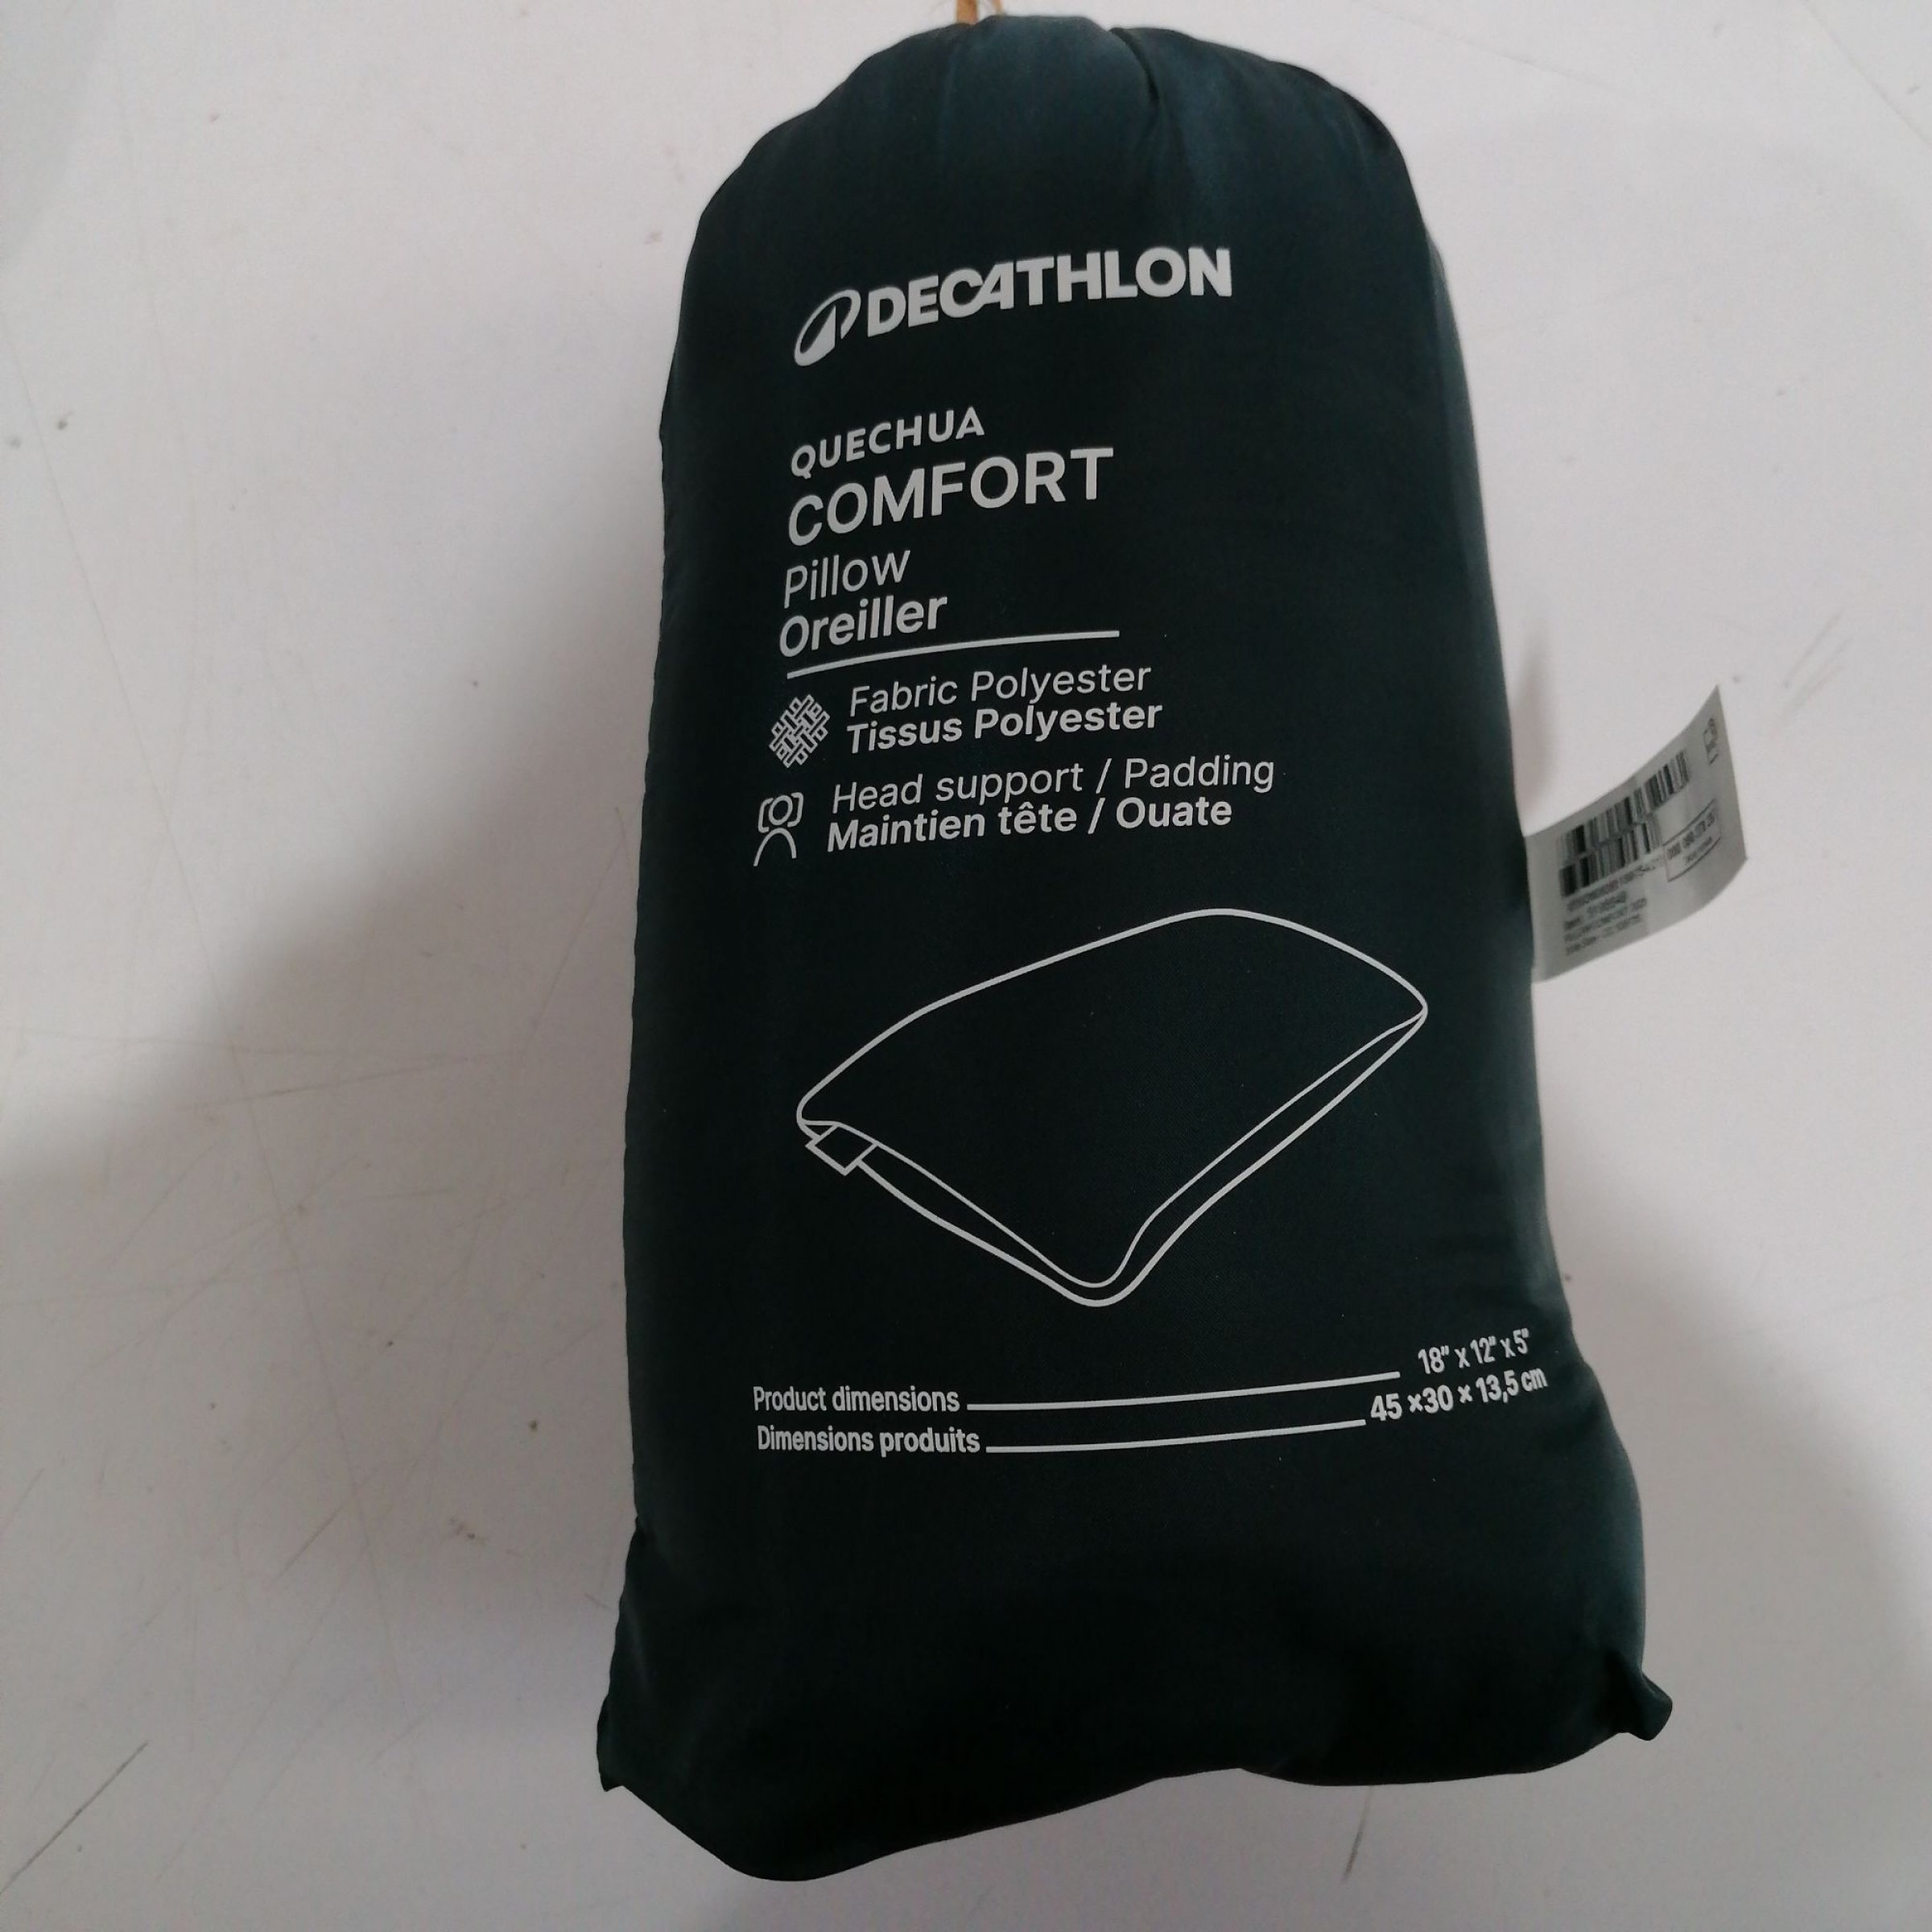 DECATHLON
QUECHUA
COMFORT
Pillow
Oreiller
Fabric Polyester
Tissus Polyester
Head support / Padding
Maintien tête / Ouate
18" x 12" x 5"
Product dimensions
45 ×30 × 13,5 cm
Dimensions produits